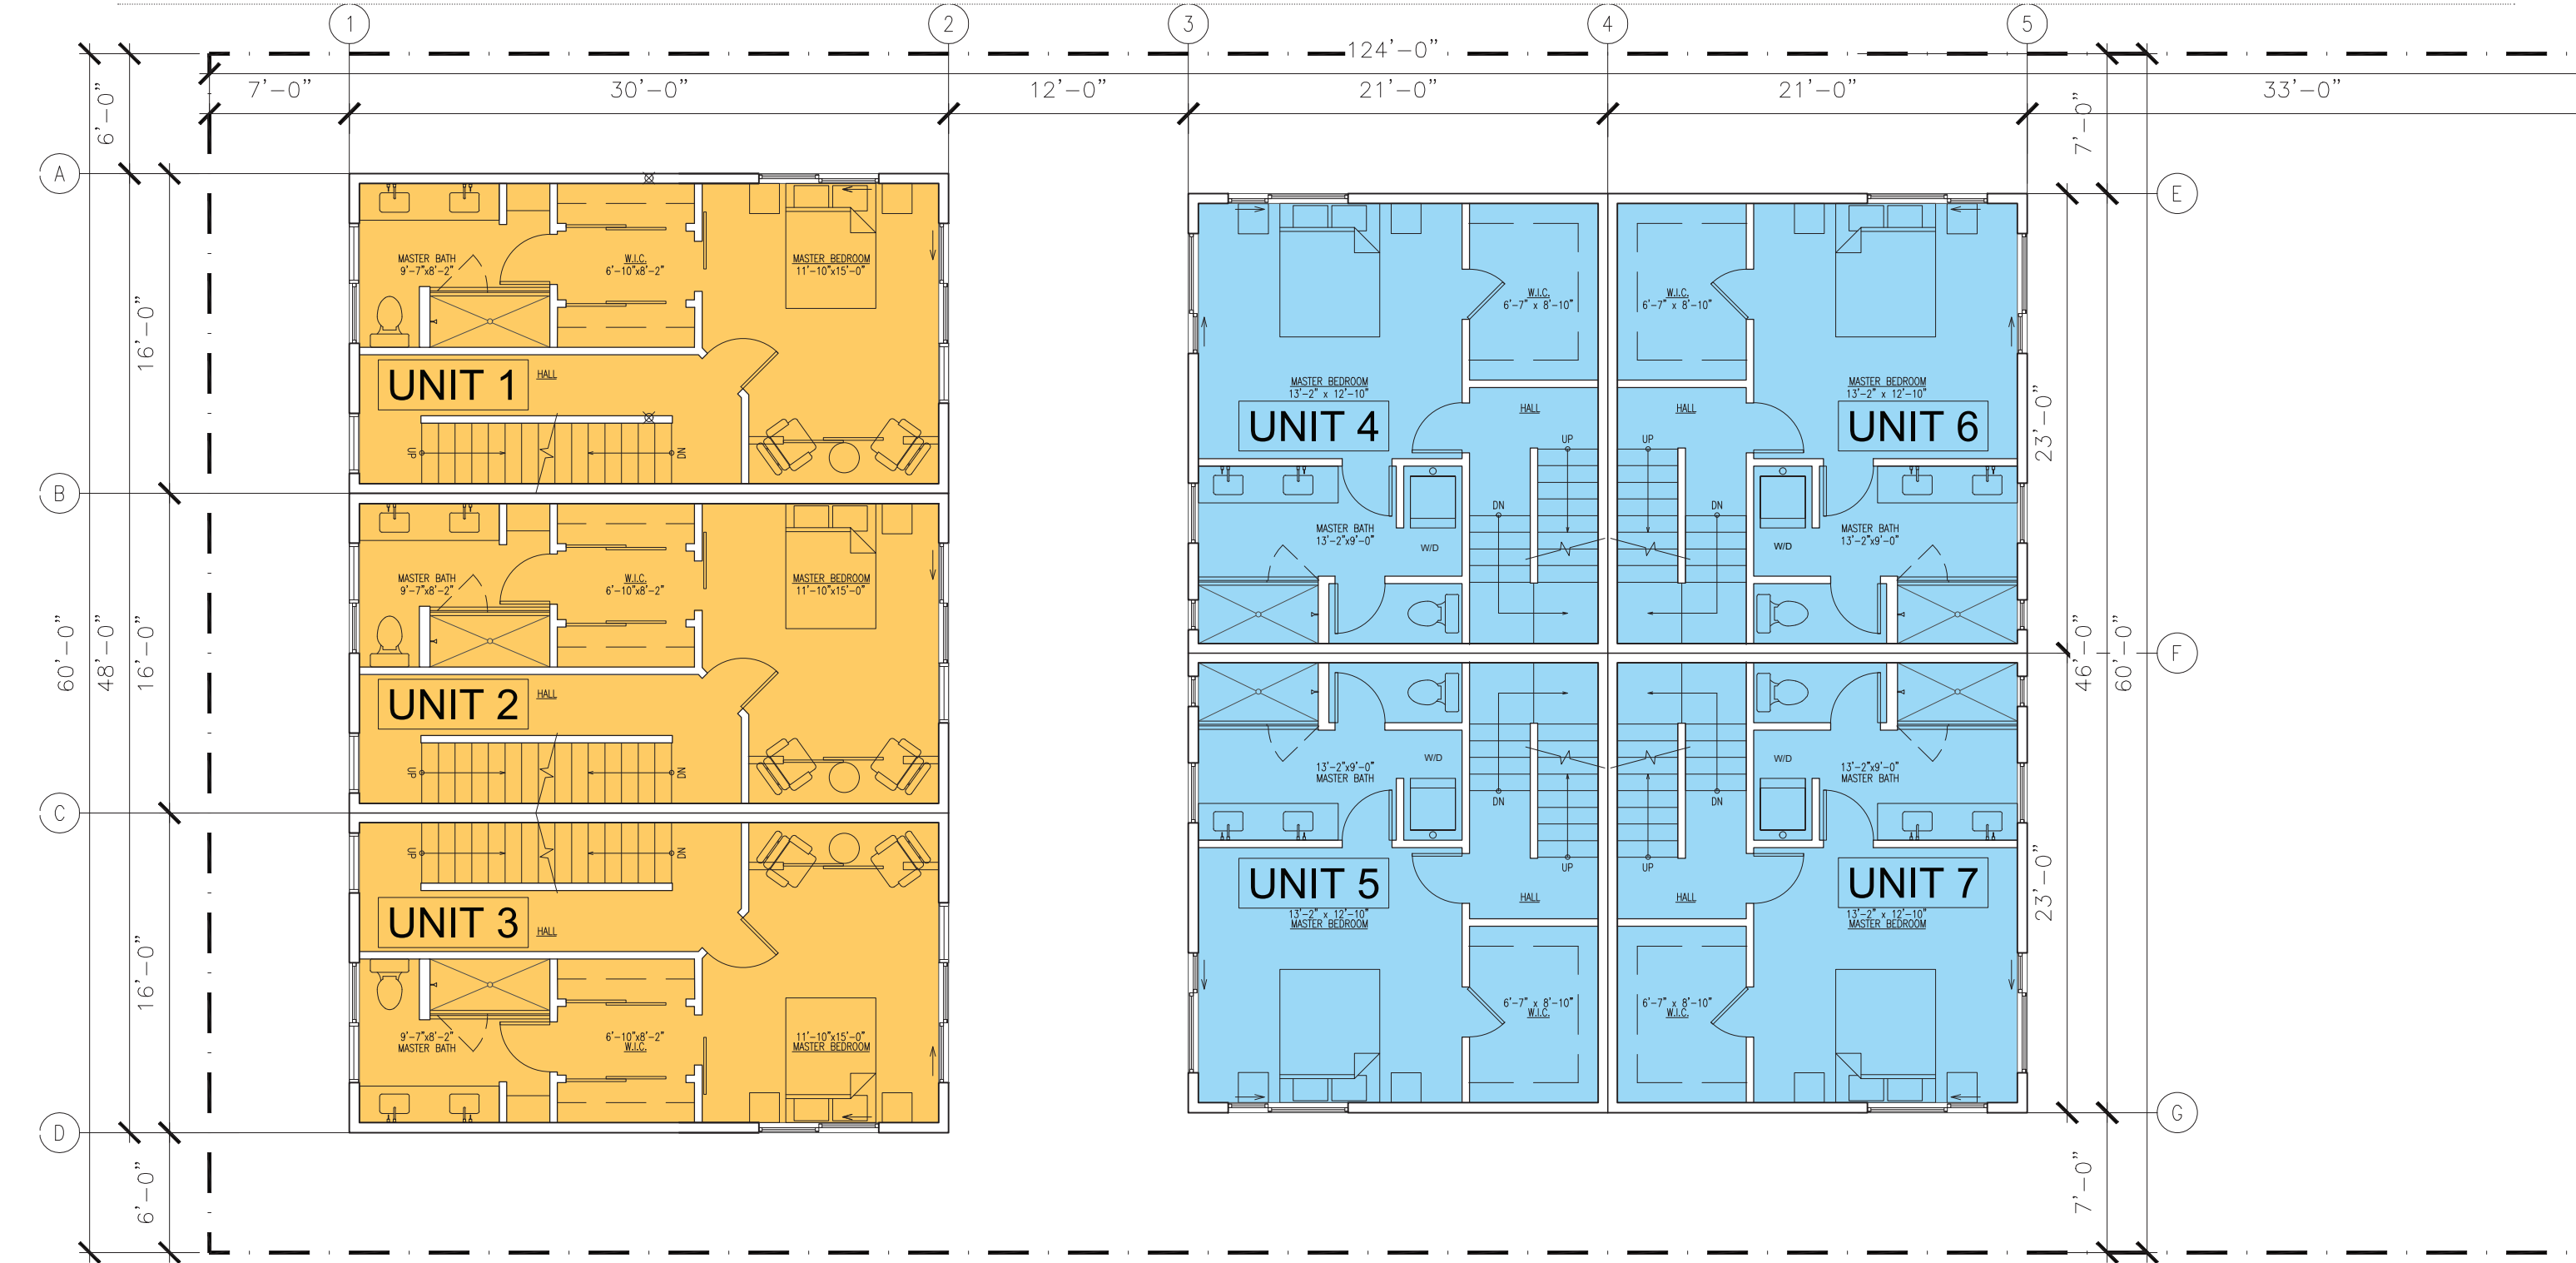 1
2
3
4
5
124'-0"
7'-0"
30'-0"
12'-0"
21'-0"
21'-0"
33'-0"
6'-0"
16'-0"
16'-0"
16'-0"
48'-0"
60'-0"
6'-0"
A
B
C
D
MASTER BATH
9'-7"x8'-2"
W.I.C.
6'-10"x8'-2"
MASTER BEDROOM
11'-10"x15'-0"
UNIT 1
HALL
UP
DN
MASTER BATH
9'-7"x8'-2"
W.I.C.
6'-10"x8'-2"
MASTER BEDROOM
11'-10"x15'-0"
UNIT 2
HALL
UP
DN
UP
DN
UNIT 3
HALL
9'-7"x8'-2"
MASTER BATH
6'-10"x8'-2"
W.I.C.
11'-10"x15'-0"
MASTER BEDROOM
W.I.C.
6'-7" x 8'-10"
MASTER BEDROOM
13'-2" x 12'-10"
UNIT 4
HALL
UP
DN
MASTER BATH
13'-2"x9'-0"
W/D
W.I.C.
6'-7" x 8'-10"
MASTER BEDROOM
13'-2" x 12'-10"
UNIT 6
HALL
UP
DN
MASTER BATH
13'-2"x9'-0"
W/D
13'-2"x9'-0"
MASTER BATH
W/D
DN
UP
UNIT 5
HALL
13'-2" x 12'-10"
MASTER BEDROOM
6'-7" x 8'-10"
W.I.C.
W/D
13'-2"x9'-0"
MASTER BATH
DN
UP
HALL
UNIT 7
13'-2" x 12'-10"
MASTER BEDROOM
6'-7" x 8'-10"
W.I.C.
7'-0"
23'-0"
46'-0"
60'-0"
23'-0"
7'-0"
E
F
G